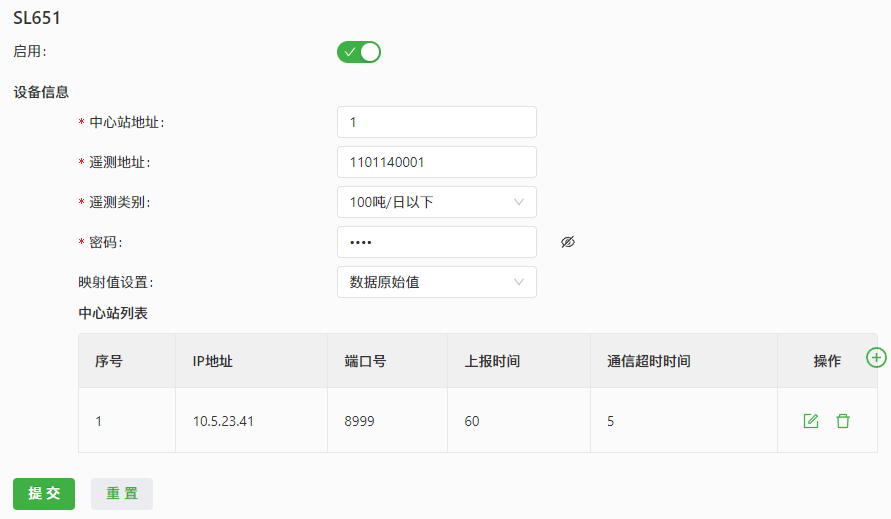 SL651
启用:
设备信息
* 中心站地址: 1
* 遥测地址: 1101140001
* 遥测类别: 100吨/日以下
* 密码: ••••
映射值设置: 数据原始值
中心站列表
序号 IP地址 端口号 上报时间 通信超时时间 操作
1 10.5.23.41 8999 60 5
提 交 重 置